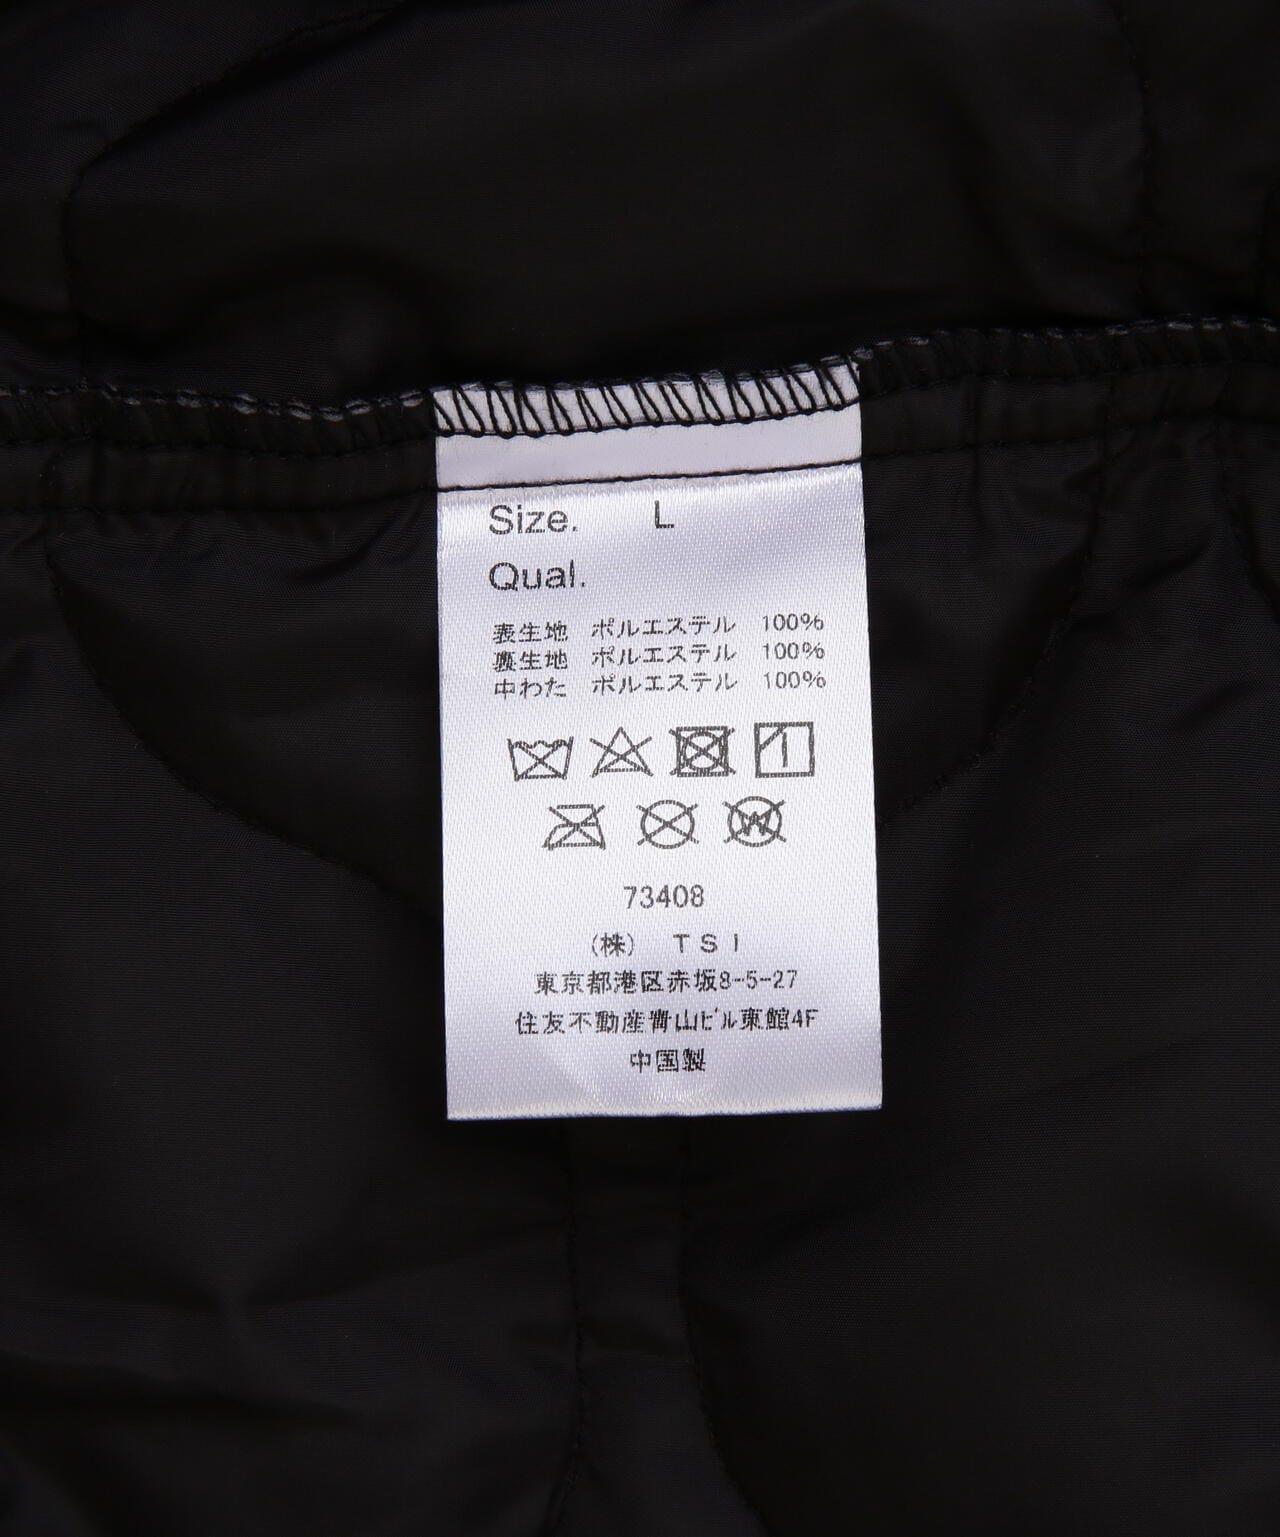 Size. L
Qual.
表生地 ポルエステル 100%
裏生地 ポルエステル 100%
中わた ポルエステル 100%
73408
(株) TSI
東京都港区赤坂8-5-27
住友不動産青山ビル東館4F
中国製